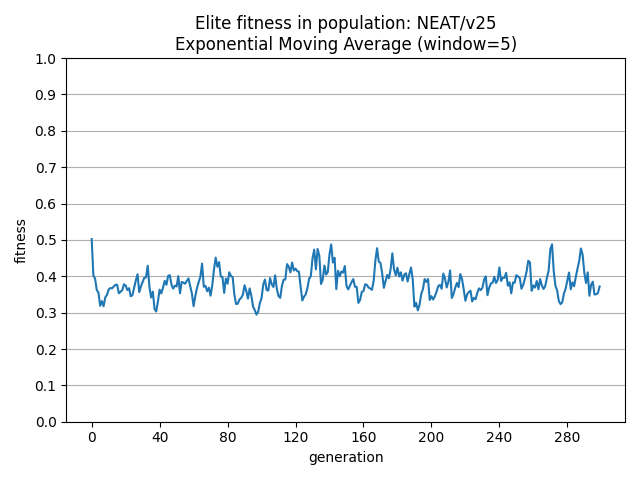 Elite fitness in population: NEAT/v25
Exponential Moving Average (window=5)
1.0
0.9
0.8
0.7
0.6
0.5
0.4
0.3
0.2
0.1
0.0
fitness
0 40 80 120 160 200 240 280
generation